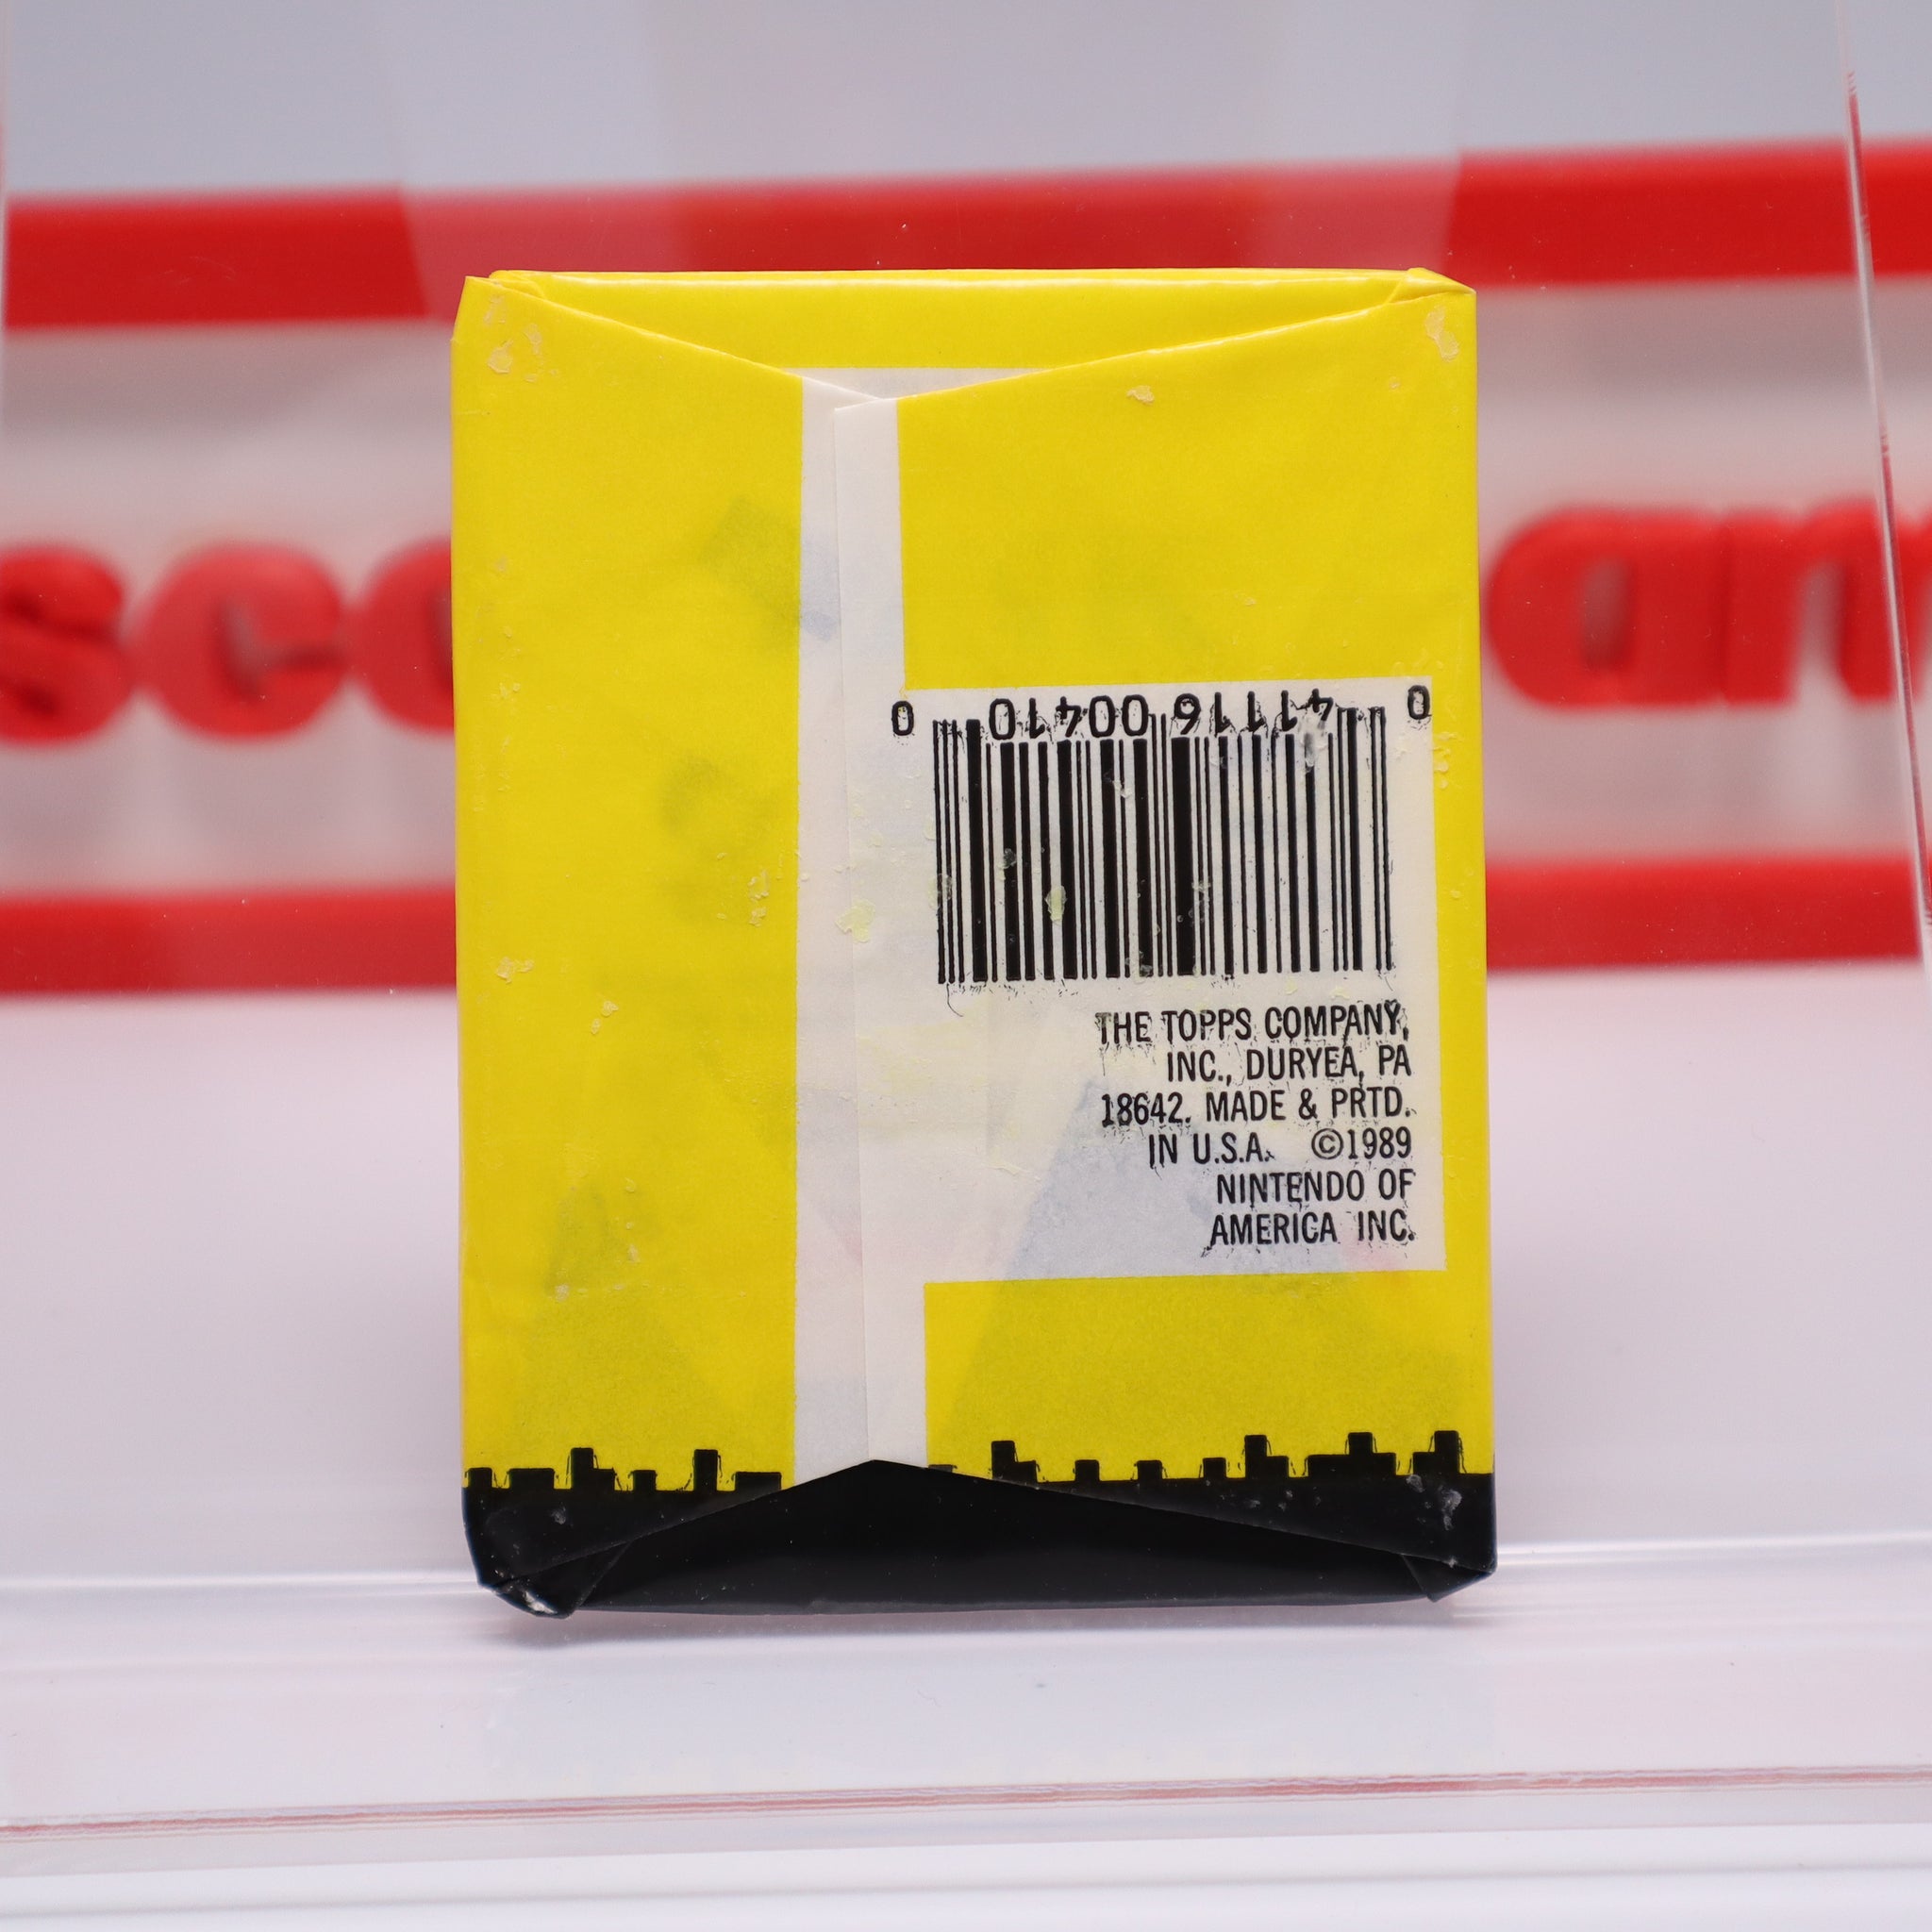 0 41116 00410 0
THE TOPPS COMPANY,
INC., DURYEA, PA
18642. MADE & PRTD.
IN U.S.A. ©1989
NINTENDO OF
AMERICA INC.